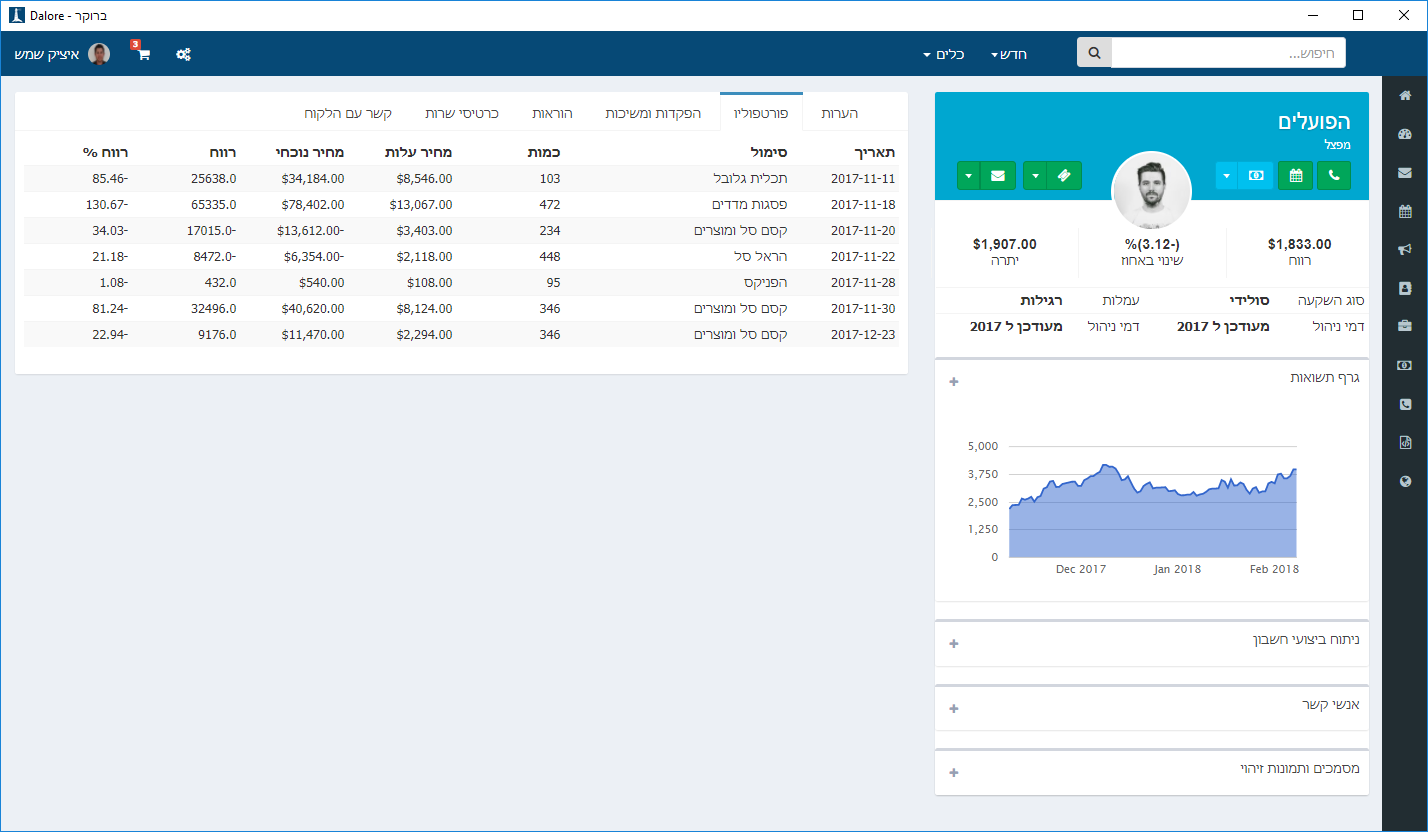 Dalore - ברוקר
חיפוש...
חדש
כלים
3
איציק שמש
הפועלים
מפצל
$1,833.00
רווח
%(3.12-)
שינוי באחוז
$1,907.00
יתרה
סוג השקעה סולידי עמלות רגילות
דמי ניהול מעודכן ל 2017 דמי ניהול מעודכן ל 2017
גרף תשואות
5,000
3,750
2,500
1,250
0
Dec 2017 Jan 2018 Feb 2018
ניתוח ביצועי חשבון
אנשי קשר
מסמכים ותמונות זיהוי
הערות פורטפוליו הפקדות ומשיכות הוראות כרטיסי שרות קשר עם הלקוח
תאריך סימול כמות מחיר עלות מחיר נוכחי רווח רווח %
2017-11-11 תכלית גלובל 103 $8,546.00 $34,184.00 25638.0 85.46-
2017-11-18 פסגות מדדים 472 $13,067.00 $78,402.00 65335.0 130.67-
2017-11-20 קסם סל ומוצרים 234 $3,403.00 $13,612.00- 17015.0- 34.03-
2017-11-22 הראל סל 448 $2,118.00 $6,354.00- 8472.0- 21.18-
2017-11-28 הפניקס 95 $108.00 $540.00 432.0 1.08-
2017-11-30 קסם סל ומוצרים 346 $8,124.00 $40,620.00 32496.0 81.24-
2017-12-23 קסם סל ומוצרים 346 $2,294.00 $11,470.00 9176.0 22.94-